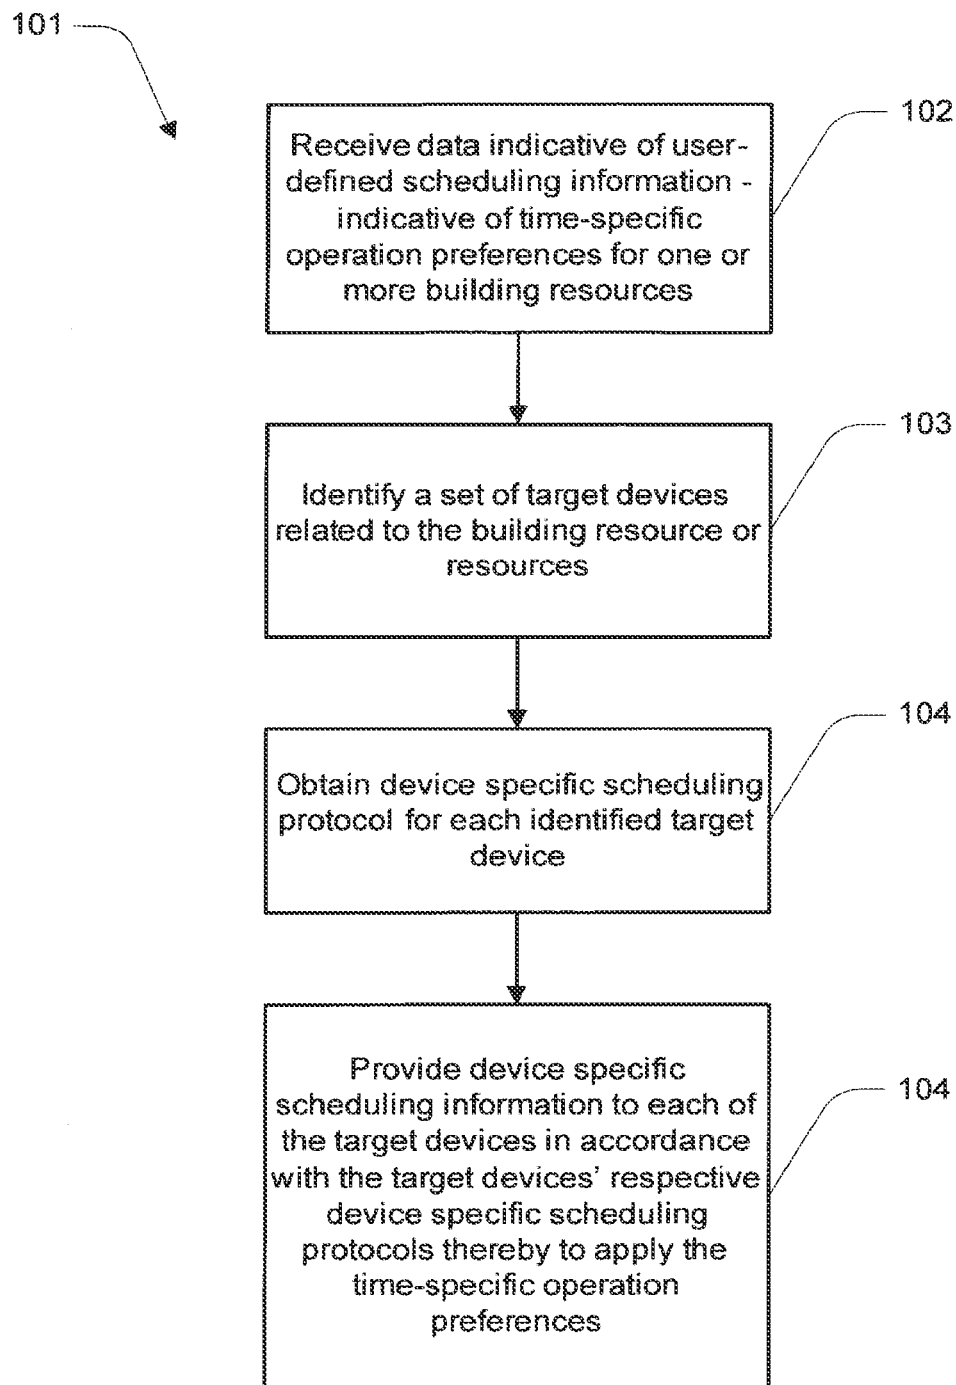 101
102
Receive data indicative of user-
defined scheduling information -
indicative of time-specific
operation preferences for one or
more building resources
103
Identify a set of target devices
related to the building resource or
resources
104
Obtain device specific scheduling
protocol for each identified target
device
104
Provide device specific
scheduling information to each of
the target devices in accordance
with the target devices’ respective
device specific scheduling
protocols thereby to apply the
time-specific operation
preferences